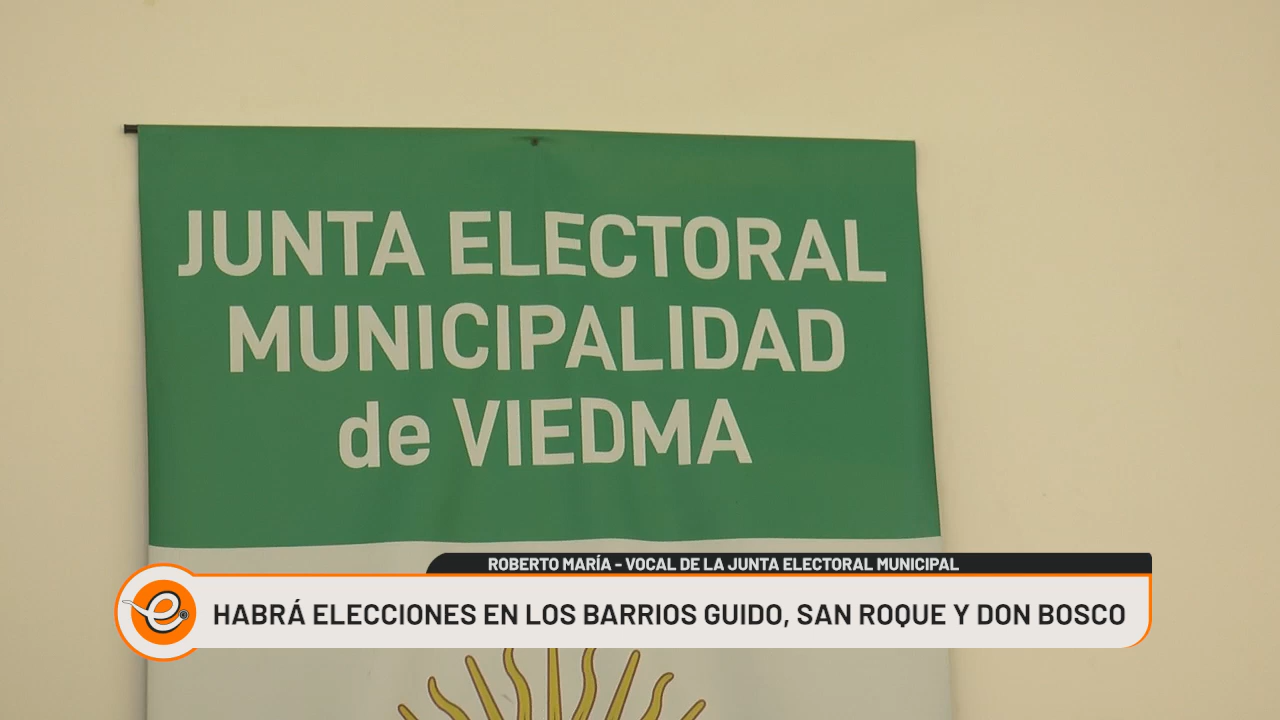 JUNTA ELECTORAL
MUNICIPALIDAD
de VIEDMA
ROBERTO MARÍA - VOCAL DE LA JUNTA ELECTORAL MUNICIPAL
HABRÁ ELECCIONES EN LOS BARRIOS GUIDO, SAN ROQUE Y DON BOSCO